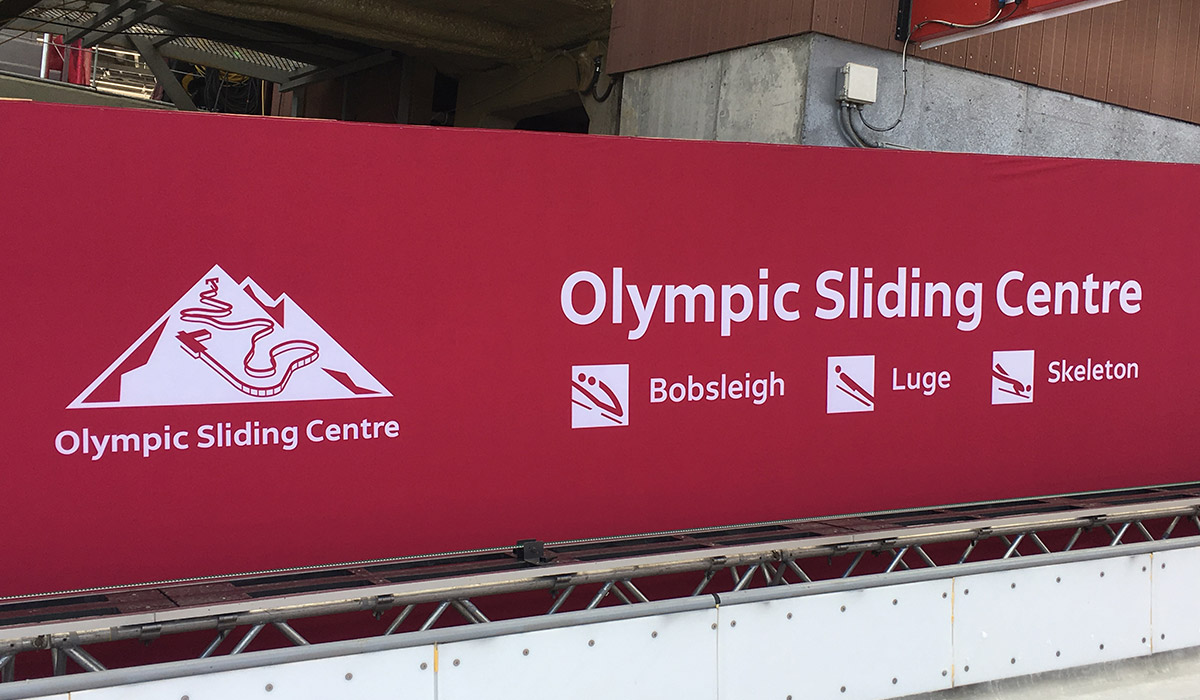 Olympic Sliding Centre
Olympic Sliding Centre
Bobsleigh Luge Skeleton